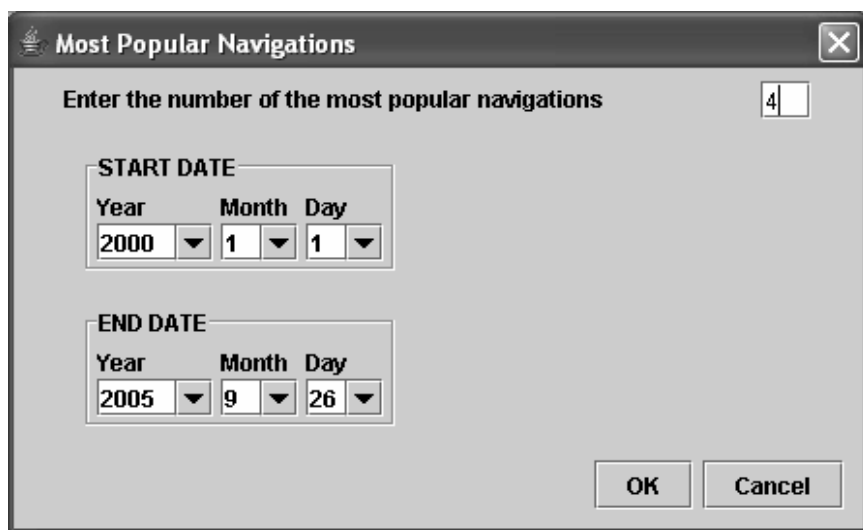 Most Popular Navigations
Enter the number of the most popular navigations 4
START DATE
Year Month Day
2000 1 1
END DATE
Year Month Day
2005 9 26
OK Cancel